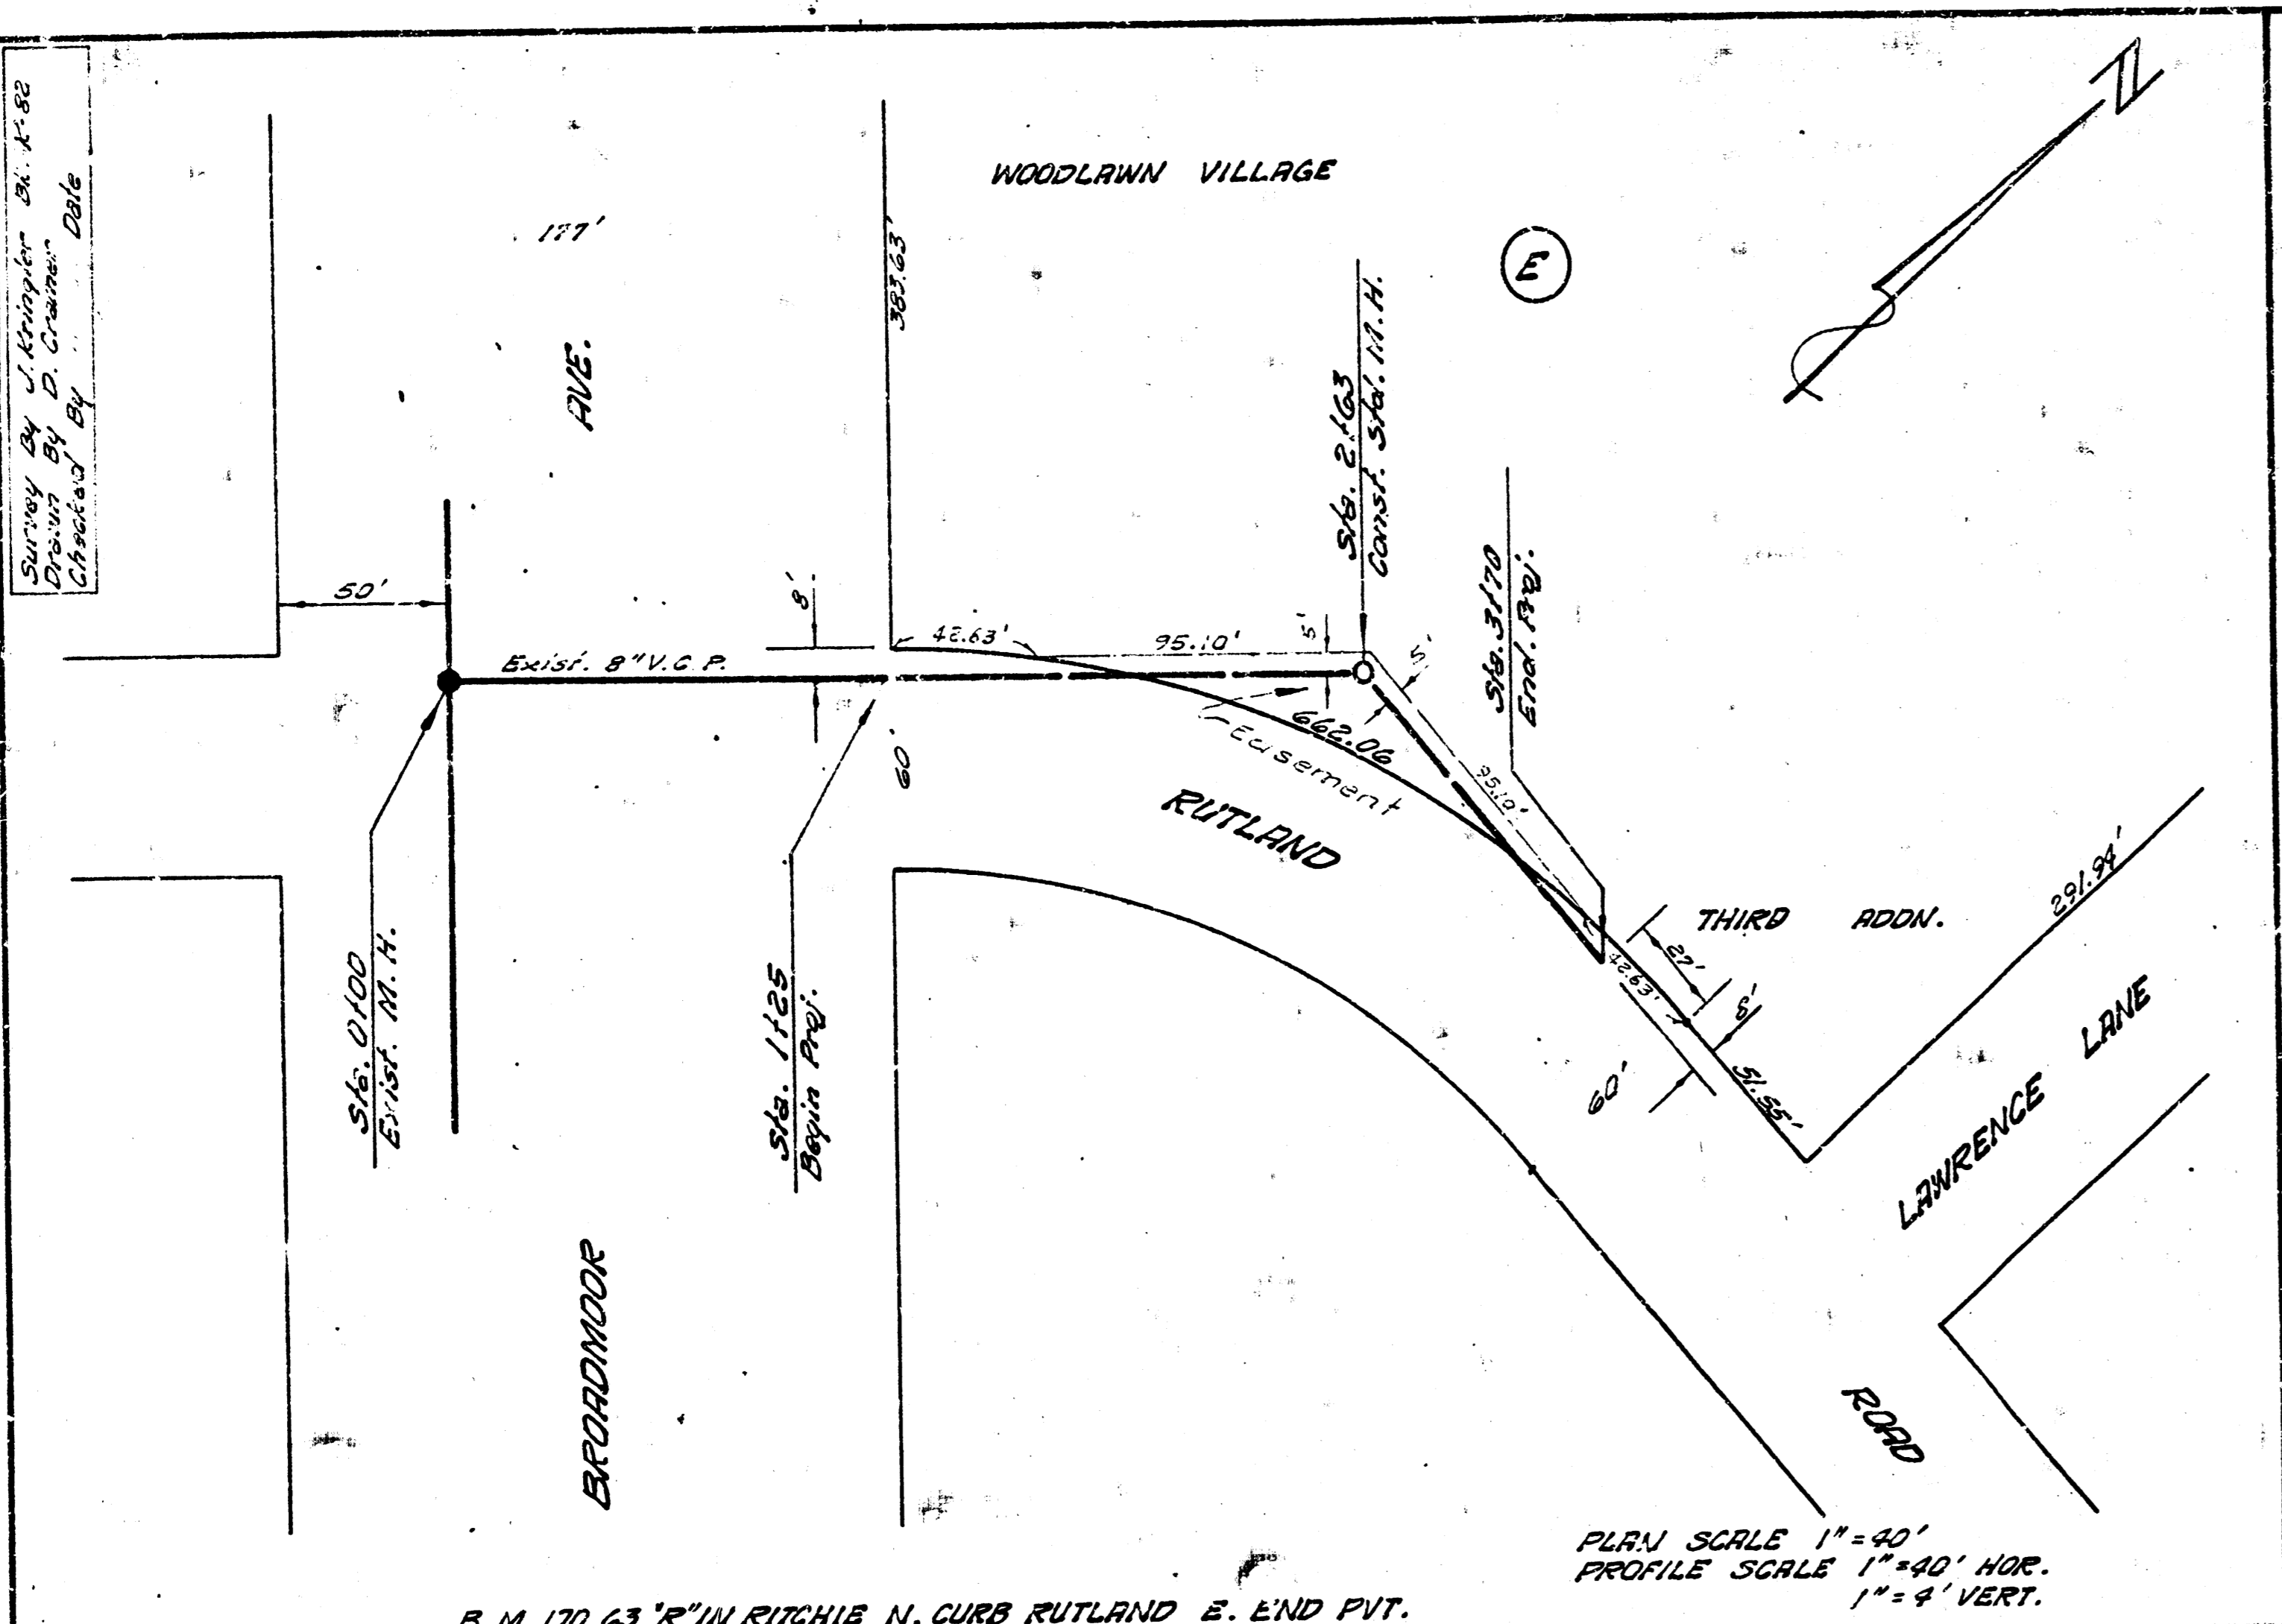 Survey By J. Kringier Bk. K-82
Drawn By D. Crainer
Checked By Date
WOODLAWN VILLAGE
177'
383.63'
AVE.
E
N
Sta. 2+63
Const. Std. M.H.
Sta. 3+70
End. Proj.
50'
8'
42.63'
95.10'
5'
5'
Exist. 8" V.C.P.
60'
662.06
Easement
95.10'
RUTLAND
THIRD ADDN.
291.94'
27'
42.63'
8'
51.55'
60'
LAWRENCE LANE
Sta. 0+00
Exist. M.H.
Sta. 1+25
Begin Proj.
BROADMOOR
ROAD
PLAN SCALE 1"=40'
PROFILE SCALE 1"=40' HOR.
1"=4' VERT.
B.M. 170.63 "R" IN RITCHIE N. CURB RUTLAND E. END PVT.